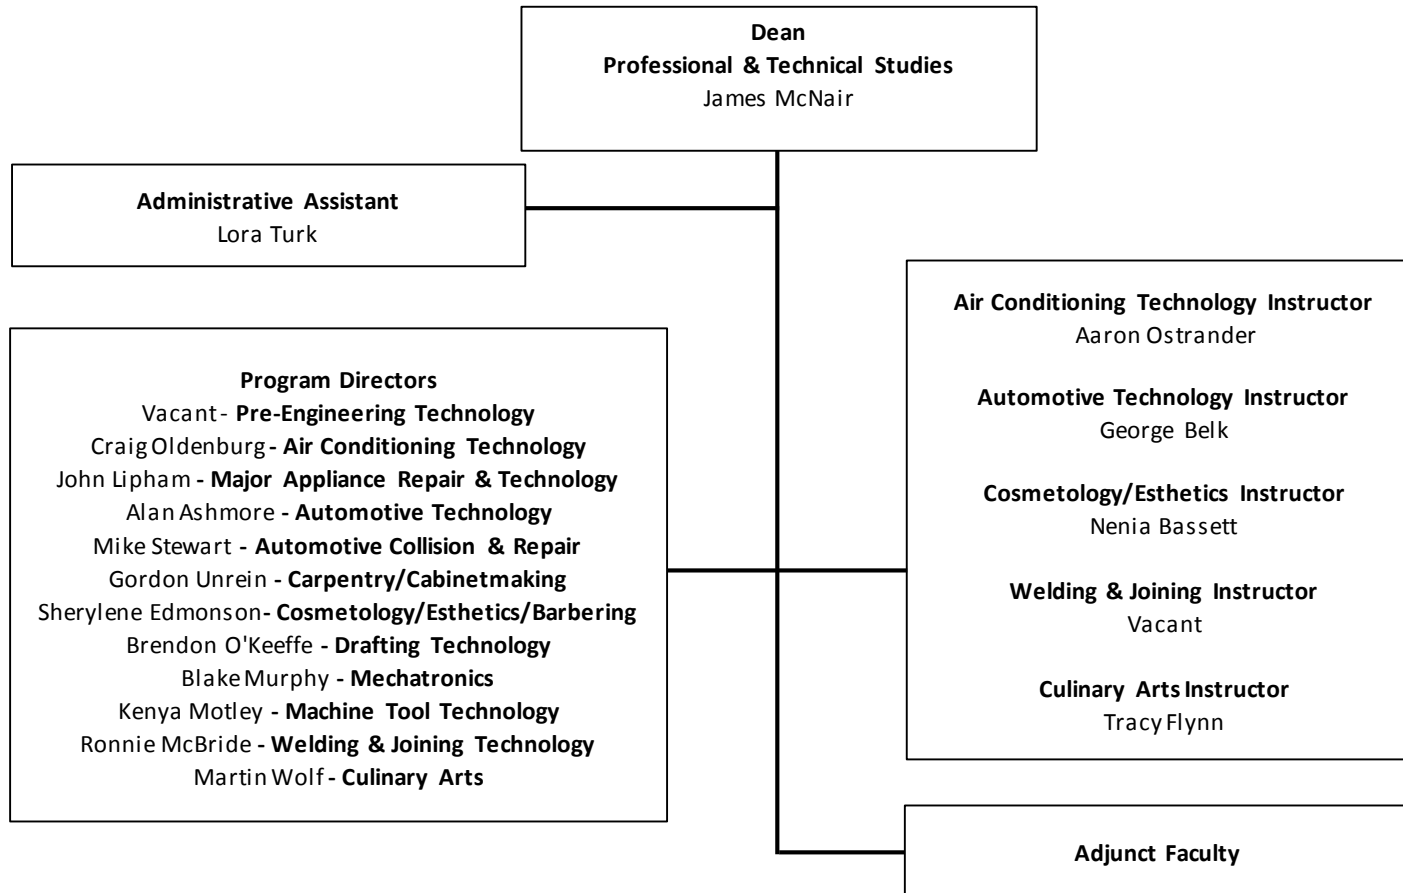 Dean
Professional & Technical Studies
James McNair
Administrative Assistant
Lora Turk
Program Directors
Vacant - Pre-Engineering Technology
Craig Oldenburg - Air Conditioning Technology
John Lipham - Major Appliance Repair & Technology
Alan Ashmore - Automotive Technology
Mike Stewart - Automotive Collision & Repair
Gordon Unrein - Carpentry/Cabinetmaking
Sherylene Edmonson- Cosmetology/Esthetics/Barbering
Brendon O'Keeffe - Drafting Technology
Blake Murphy - Mechatronics
Kenya Motley - Machine Tool Technology
Ronnie McBride - Welding & Joining Technology
Martin Wolf - Culinary Arts
Air Conditioning Technology Instructor
Aaron Ostrander
Automotive Technology Instructor
George Belk
Cosmetology/Esthetics Instructor
Nenia Bassett
Welding & Joining Instructor
Vacant
Culinary Arts Instructor
Tracy Flynn
Adjunct Faculty